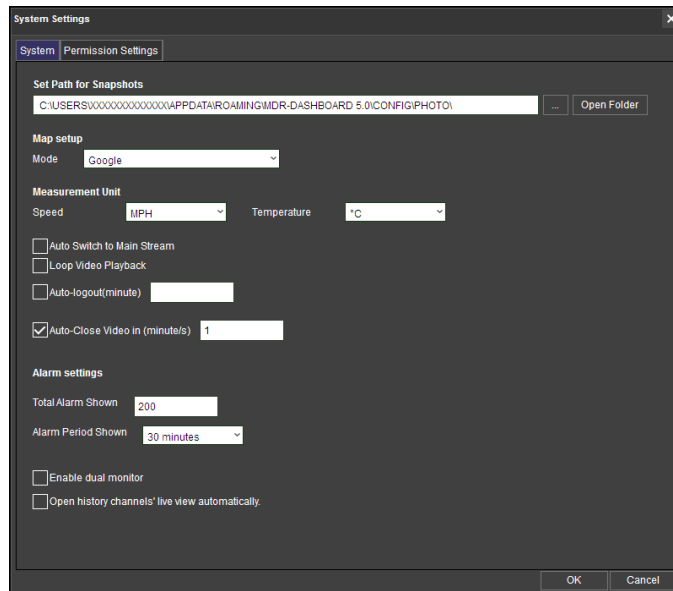 System Settings
System Permission Settings
Set Path for Snapshots
C:\USERS\XXXXXXXXXXXXX\APPDATA\ROAMING\MDR-DASHBOARD 5.0\CONFIG\PHOTO\ ... Open Folder
Map setup
Mode Google
Measurement Unit
Speed MPH Temperature °C
Auto Switch to Main Stream
Loop Video Playback
Auto-logout(minute)
Auto-Close Video in (minute/s) 1
Alarm settings
Total Alarm Shown 200
Alarm Period Shown 30 minutes
Enable dual monitor
Open history channels' live view automatically.
OK Cancel